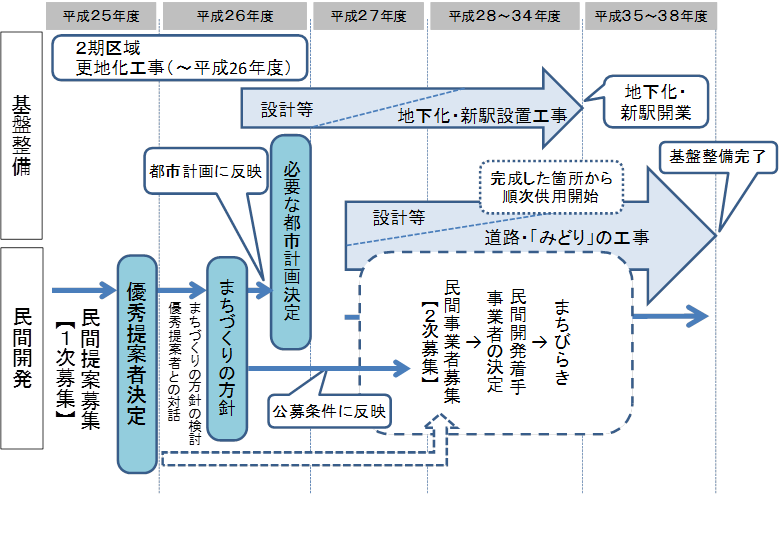 平成25年度
平成26年度
平成27年度
平成28～34年度
平成35～38年度
基盤整備
2期区域
更地化工事(～平成26年度)
設計等
地下化・新駅設置工事
地下化・
新駅開業
都市計画に反映
必要な都市計画決定
完成した箇所から
順次供用開始
基盤整備完了
設計等
道路・「みどり」の工事
民間開発
民間提案募集
【1次募集】
優秀提案者決定
まちづくりの方針の検討
優秀提案者との対話
まちづくりの方針
公募条件に反映
民間事業者募集
【2次募集】
→
事業者の決定
民間開発着手
→
まちびらき